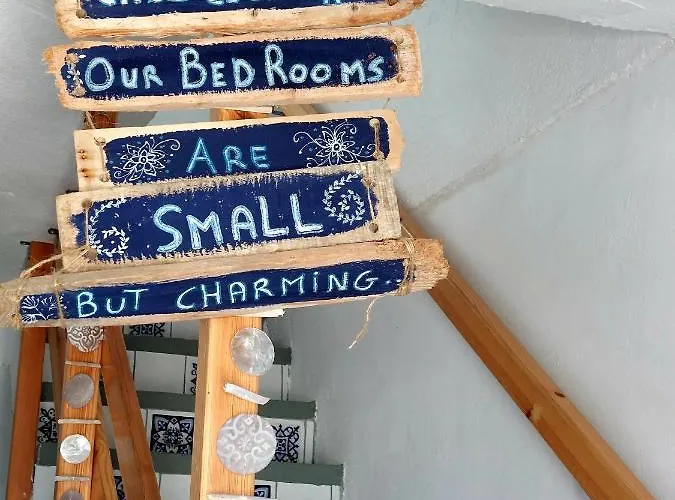 Our BedRooms
Are
Small
But charming.